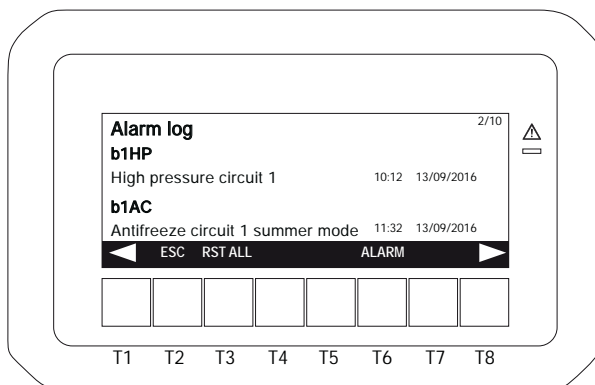 2/10
Alarm log
b1HP
High pressure circuit 1 10:12 13/09/2016
b1AC
Antifreeze circuit 1 summer mode 11:32 13/09/2016
ESC RST ALL ALARM
T1 T2 T3 T4 T5 T6 T7 T8